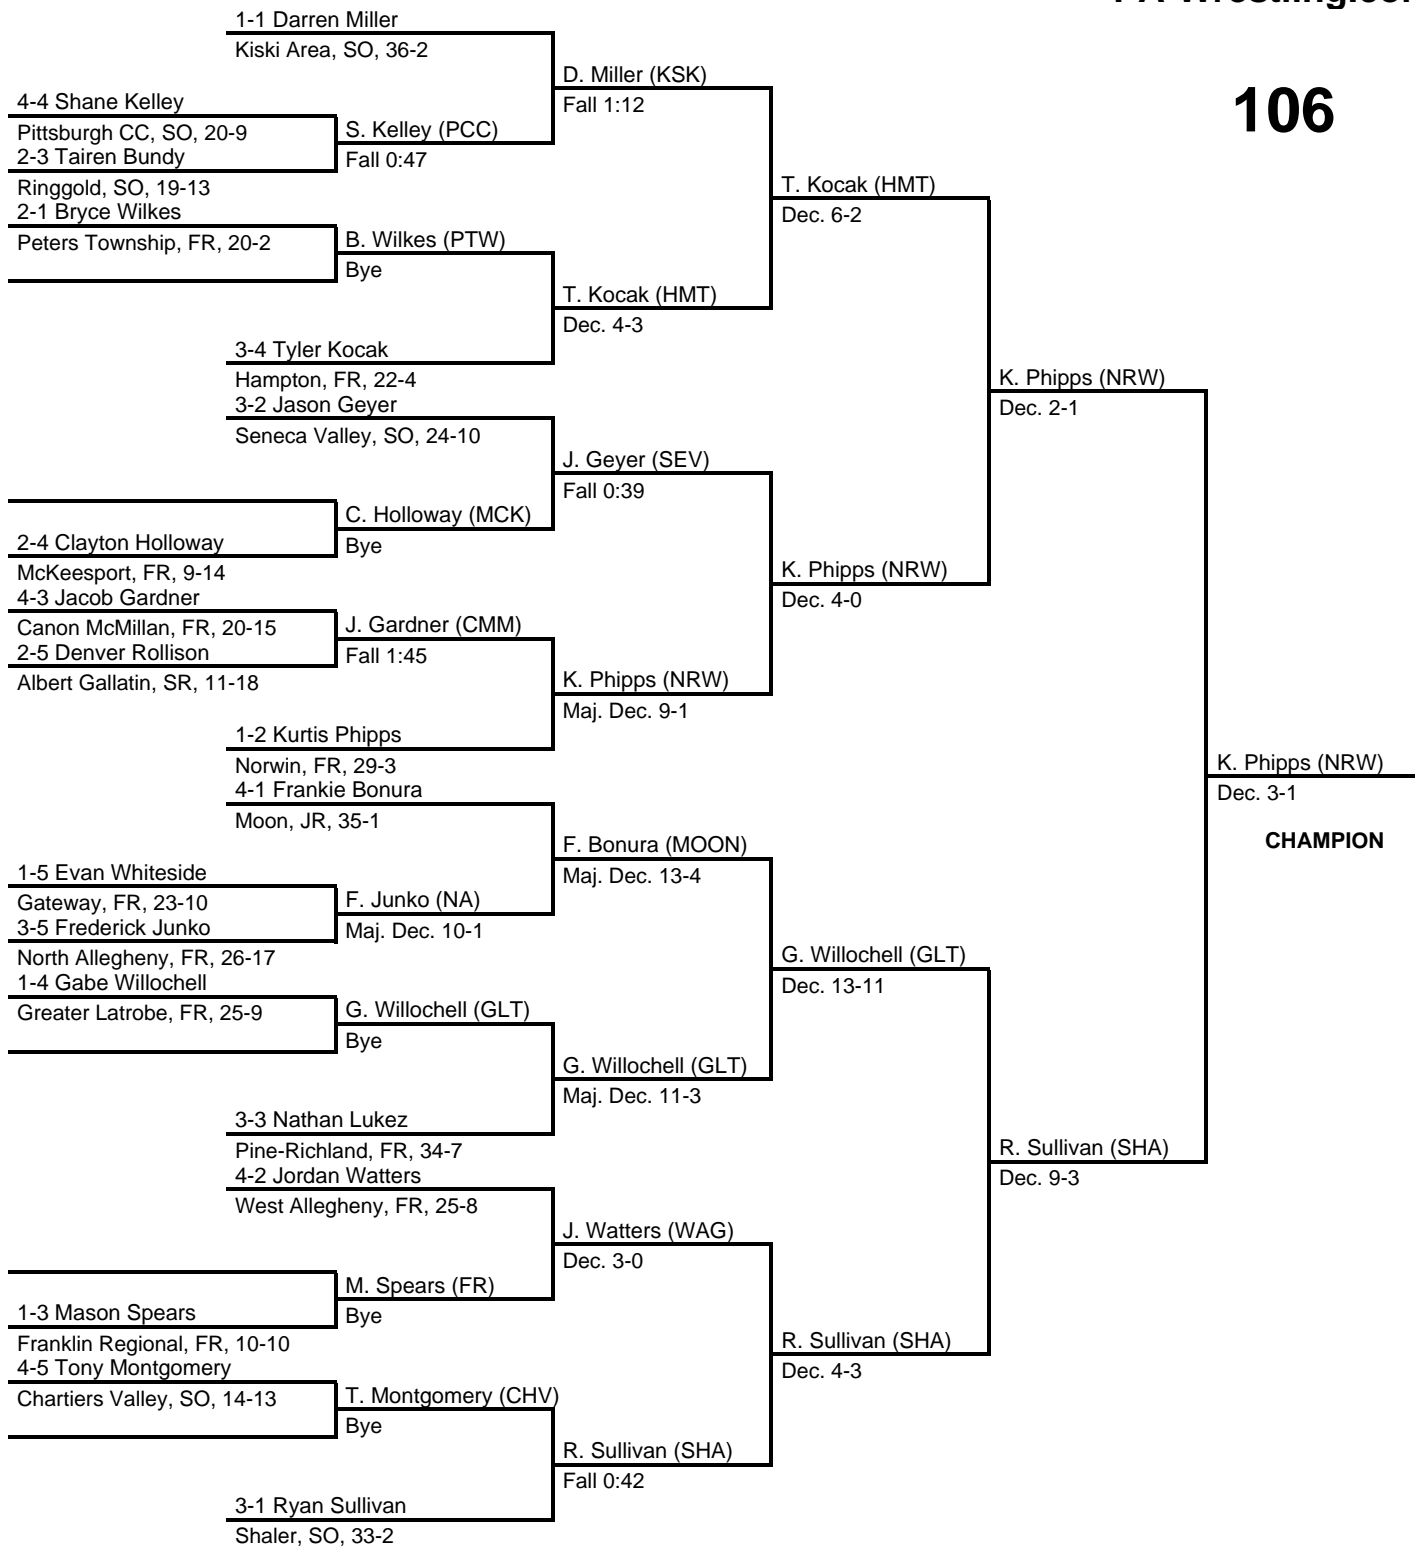 106
1-1 Darren Miller
Kiski Area, SO, 36-2
D. Miller (KSK)
Fall 1:12
4-4 Shane Kelley
Pittsburgh CC, SO, 20-9
S. Kelley (PCC)
Fall 0:47
2-3 Tairen Bundy
Ringgold, SO, 19-13
T. Kocak (HMT)
Dec. 6-2
2-1 Bryce Wilkes
Peters Township, FR, 20-2
B. Wilkes (PTW)
Bye
T. Kocak (HMT)
Dec. 4-3
3-4 Tyler Kocak
Hampton, FR, 22-4
K. Phipps (NRW)
Dec. 2-1
3-2 Jason Geyer
Seneca Valley, SO, 24-10
J. Geyer (SEV)
Fall 0:39
C. Holloway (MCK)
Bye
2-4 Clayton Holloway
McKeesport, FR, 9-14
K. Phipps (NRW)
Dec. 4-0
4-3 Jacob Gardner
Canon McMillan, FR, 20-15
J. Gardner (CMM)
Fall 1:45
2-5 Denver Rollison
Albert Gallatin, SR, 11-18
K. Phipps (NRW)
Maj. Dec. 9-1
1-2 Kurtis Phipps
Norwin, FR, 29-3
K. Phipps (NRW)
Dec. 3-1
CHAMPION
4-1 Frankie Bonura
Moon, JR, 35-1
F. Bonura (MOON)
Maj. Dec. 13-4
1-5 Evan Whiteside
Gateway, FR, 23-10
F. Junko (NA)
Maj. Dec. 10-1
3-5 Frederick Junko
North Allegheny, FR, 26-17
G. Willochell (GLT)
Dec. 13-11
1-4 Gabe Willochell
Greater Latrobe, FR, 25-9
G. Willochell (GLT)
Bye
G. Willochell (GLT)
Maj. Dec. 11-3
3-3 Nathan Lukez
Pine-Richland, FR, 34-7
R. Sullivan (SHA)
Dec. 9-3
4-2 Jordan Watters
West Allegheny, FR, 25-8
J. Watters (WAG)
Dec. 3-0
M. Spears (FR)
Bye
1-3 Mason Spears
Franklin Regional, FR, 10-10
R. Sullivan (SHA)
Dec. 4-3
4-5 Tony Montgomery
Chartiers Valley, SO, 14-13
T. Montgomery (CHV)
Bye
R. Sullivan (SHA)
Fall 0:42
3-1 Ryan Sullivan
Shaler, SO, 33-2